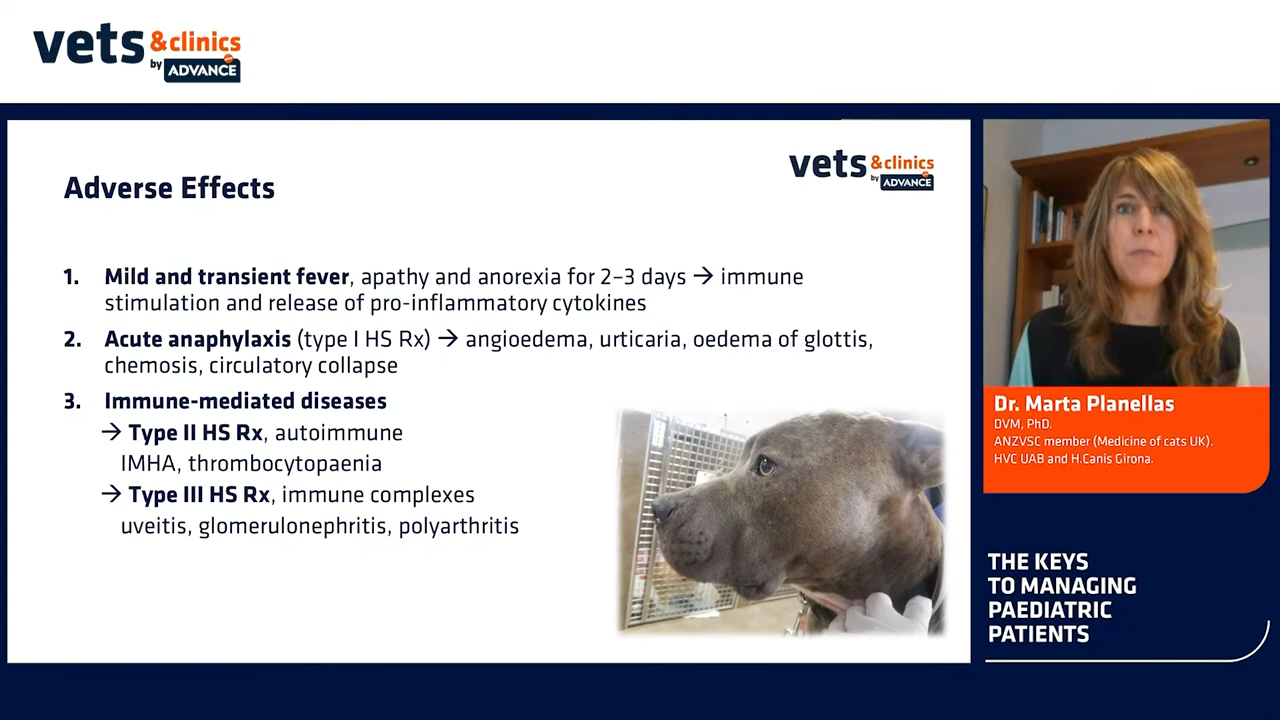 vets &clinics
by ADVANCE
vets &clinics
by ADVANCE
Adverse Effects
1. Mild and transient fever, apathy and anorexia for 2–3 days → immune
stimulation and release of pro-inflammatory cytokines
2. Acute anaphylaxis (type I HS Rx) → angioedema, urticaria, oedema of glottis,
chemosis, circulatory collapse
3. Immune-mediated diseases
→ Type II HS Rx, autoimmune
IMHA, thrombocytopaenia
→ Type III HS Rx, immune complexes
uveitis, glomerulonephritis, polyarthritis
Dr. Marta Planellas
DVM, PhD.
ANZVSC member (Medicine of cats UK).
HVC UAB and H.Canis Girona.
THE KEYS
TO MANAGING
PAEDIATRIC
PATIENTS